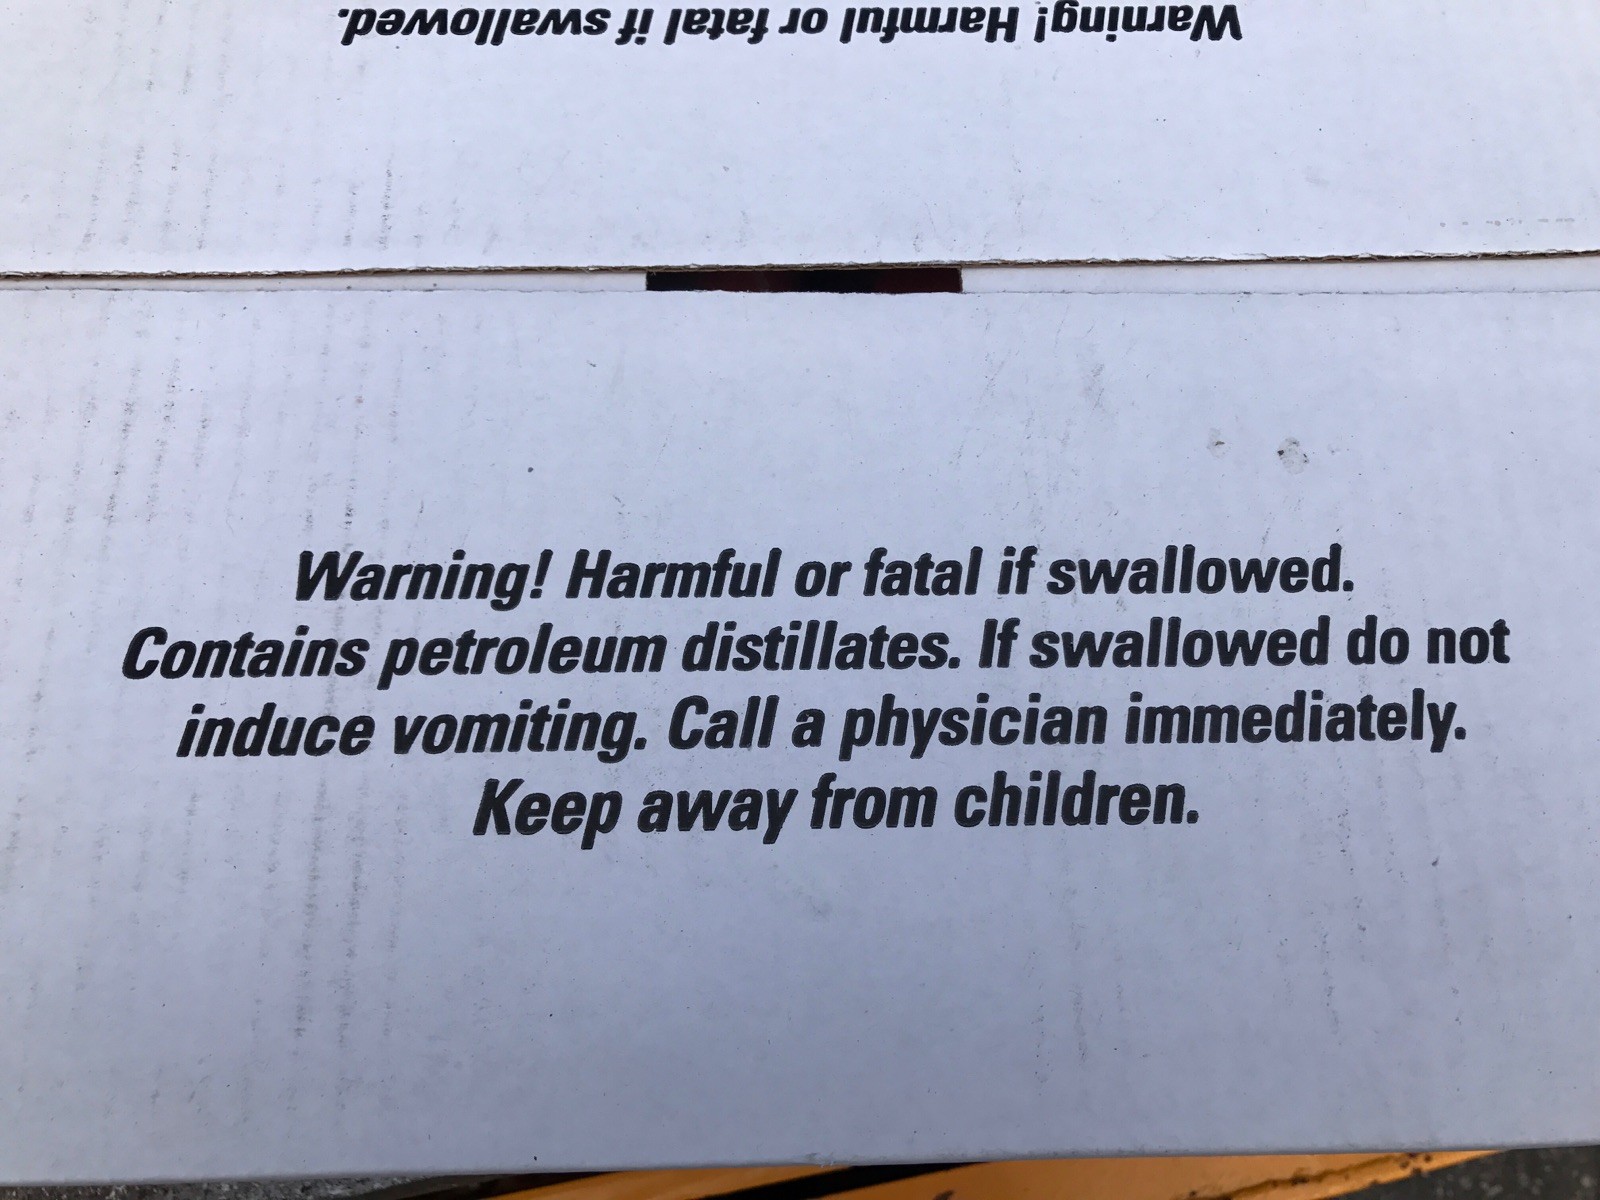 Warning! Harmful or fatal if swallowed.
Warning! Harmful or fatal if swallowed.
Contains petroleum distillates. If swallowed do not
induce vomiting. Call a physician immediately.
Keep away from children.